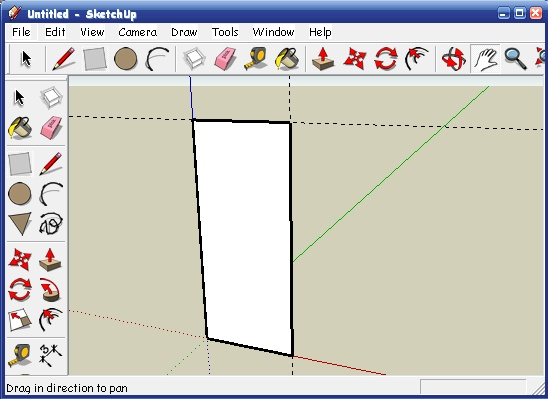 Untitled - SketchUp
File Edit View Camera Draw Tools Window Help
Drag in direction to pan